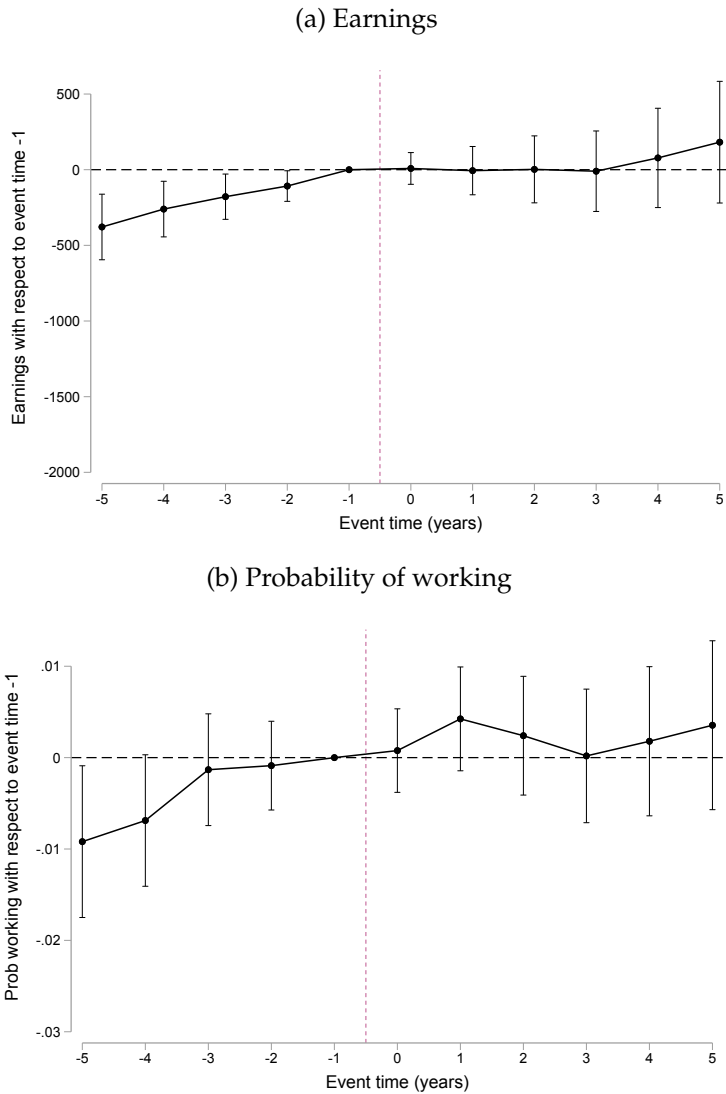 (a) Earnings
Earnings with respect to event time -1
500
0
-500
-1000
-1500
-2000
-5 -4 -3 -2 -1 0 1 2 3 4 5
Event time (years)
(b) Probability of working
Prob working with respect to event time -1
.01
0
-.01
-.02
-.03
-5 -4 -3 -2 -1 0 1 2 3 4 5
Event time (years)